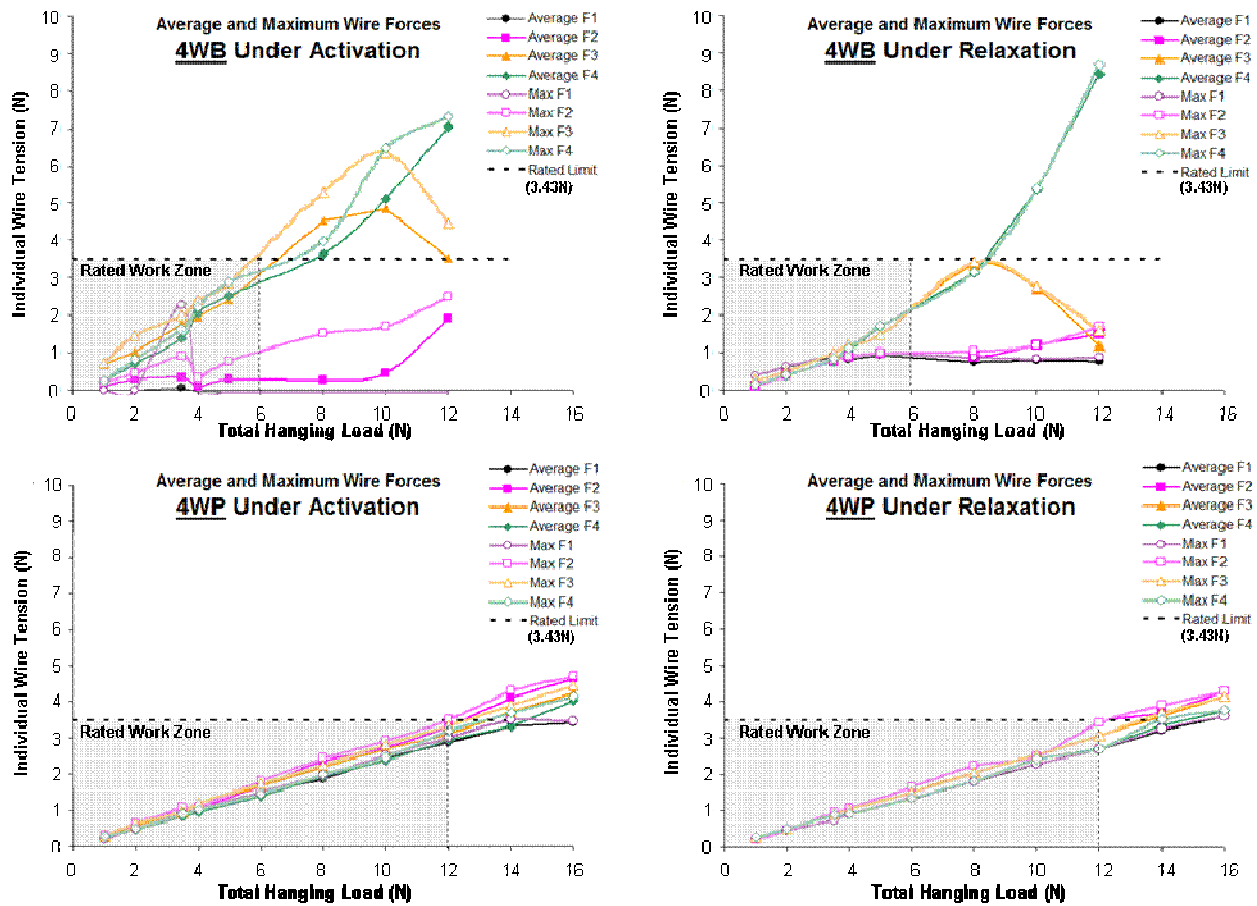 Average and Maximum Wire Forces
4WB Under Activation
Individual Wire Tension (N)
10
9
8
7
6
5
4
3
2
1
0
Rated Work Zone
0 2 4 6 8 10 12 14 16
Total Hanging Load (N)
Average F1
Average F2
Average F3
Average F4
Max F1
Max F2
Max F3
Max F4
Rated Limit
(3.43N)
Average and Maximum Wire Forces
4WB Under Relaxation
Individual Wire Tension (N)
10
9
8
7
6
5
4
3
2
1
0
Rated Work Zone
0 2 4 6 8 10 12 14 16
Total Hanging Load (N)
Average F1
Average F2
Average F3
Average F4
Max F1
Max F2
Max F3
Max F4
Rated Limit
(3.43N)
Average and Maximum Wire Forces
4WP Under Activation
Individual Wire Tension (N)
10
9
8
7
6
5
4
3
2
1
0
Rated Work Zone
0 2 4 6 8 10 12 14 16
Total Hanging Load (N)
Average F1
Average F2
Average F3
Average F4
Max F1
Max F2
Max F3
Max F4
Rated Limit
(3.43N)
Average and Maximum Wire Forces
4WP Under Relaxation
Individual Wire Tension (N)
10
9
8
7
6
5
4
3
2
1
0
Rated Work Zone
0 2 4 6 8 10 12 14 16
Total Hanging Load (N)
Average F1
Average F2
Average F3
Average F4
Max F1
Max F2
Max F3
Max F4
Rated Limit
(3.43N)